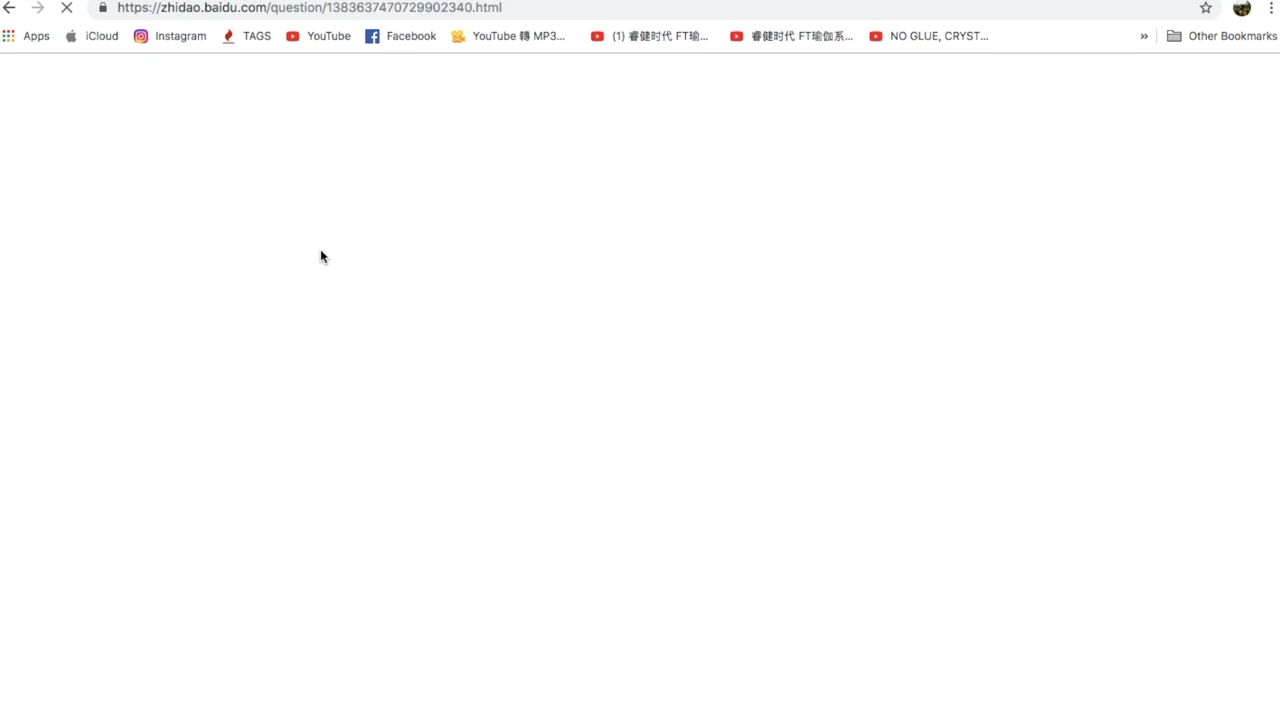 https://zhidao.baidu.com/question/1383637470729902340.html
Apps iCloud Instagram TAGS YouTube Facebook YouTube 轉 MP3... (1) 睿健时代 FT瑜... 睿健时代 FT瑜伽系... NO GLUE, CRYST... » Other Bookmarks